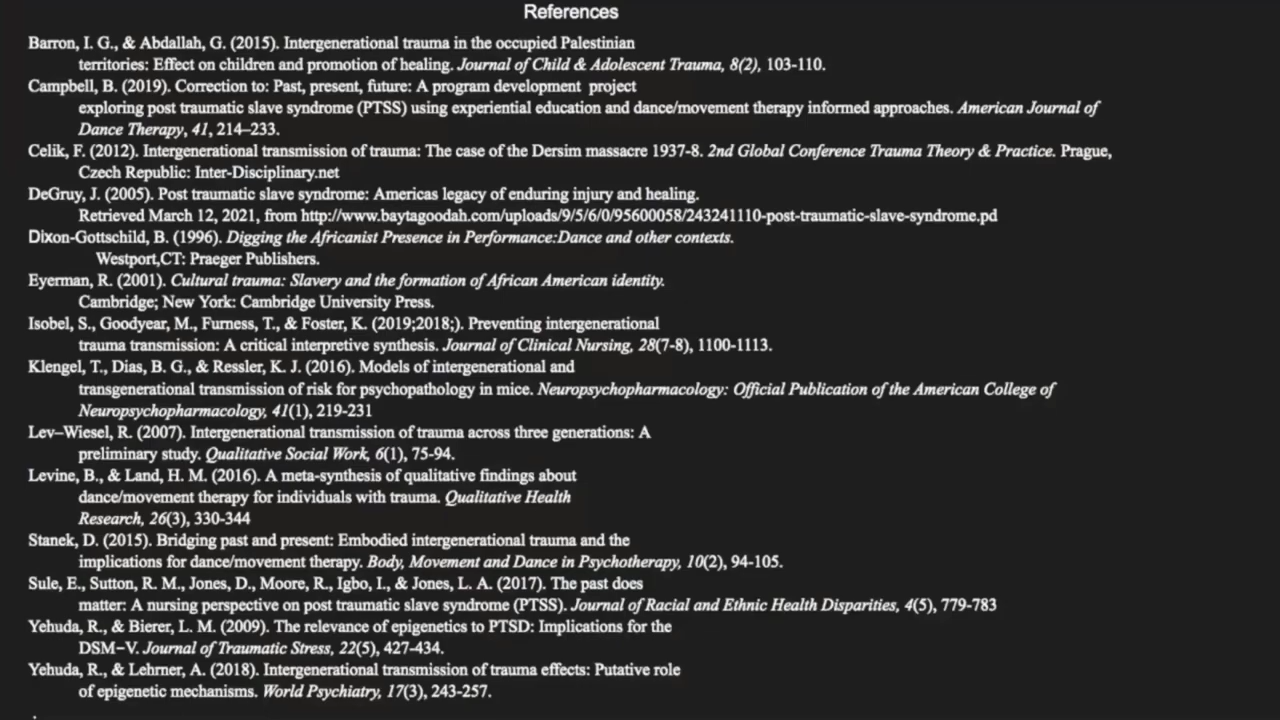 References
Barron, I. G., & Abdallah, G. (2015). Intergenerational trauma in the occupied Palestinian
territories: Effect on children and promotion of healing. Journal of Child & Adolescent Trauma, 8(2), 103-110.
Campbell, B. (2019). Correction to: Past, present, future: A program development project
exploring post traumatic slave syndrome (PTSS) using experiential education and dance/movement therapy informed approaches. American Journal of
Dance Therapy, 41, 214–233.
Celik, F. (2012). Intergenerational transmission of trauma: The case of the Dersim massacre 1937-8. 2nd Global Conference Trauma Theory & Practice. Prague,
Czech Republic: Inter-Disciplinary.net
DeGruy, J. (2005). Post traumatic slave syndrome: Americas legacy of enduring injury and healing.
Retrieved March 12, 2021, from http://www.baytagoodah.com/uploads/9/5/6/0/95600058/243241110-post-traumatic-slave-syndrome.pd
Dixon-Gottschild, B. (1996). Digging the Africanist Presence in Performance:Dance and other contexts.
Westport,CT: Praeger Publishers.
Eyerman, R. (2001). Cultural trauma: Slavery and the formation of African American identity.
Cambridge; New York: Cambridge University Press.
Isobel, S., Goodyear, M., Furness, T., & Foster, K. (2019;2018;). Preventing intergenerational
trauma transmission: A critical interpretive synthesis. Journal of Clinical Nursing, 28(7-8), 1100-1113.
Klengel, T., Dias, B. G., & Ressler, K. J. (2016). Models of intergenerational and
transgenerational transmission of risk for psychopathology in mice. Neuropsychopharmacology: Official Publication of the American College of
Neuropsychopharmacology, 41(1), 219-231
Lev–Wiesel, R. (2007). Intergenerational transmission of trauma across three generations: A
preliminary study. Qualitative Social Work, 6(1), 75-94.
Levine, B., & Land, H. M. (2016). A meta-synthesis of qualitative findings about
dance/movement therapy for individuals with trauma. Qualitative Health
Research, 26(3), 330-344
Stanek, D. (2015). Bridging past and present: Embodied intergenerational trauma and the
implications for dance/movement therapy. Body, Movement and Dance in Psychotherapy, 10(2), 94-105.
Sule, E., Sutton, R. M., Jones, D., Moore, R., Igbo, I., & Jones, L. A. (2017). The past does
matter: A nursing perspective on post traumatic slave syndrome (PTSS). Journal of Racial and Ethnic Health Disparities, 4(5), 779-783
Yehuda, R., & Bierer, L. M. (2009). The relevance of epigenetics to PTSD: Implications for the
DSM–V. Journal of Traumatic Stress, 22(5), 427-434.
Yehuda, R., & Lehrner, A. (2018). Intergenerational transmission of trauma effects: Putative role
of epigenetic mechanisms. World Psychiatry, 17(3), 243-257.
.